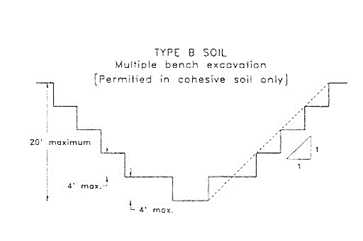 TYPE B SOIL
Multiple bench excavation
(Permitted in cohesive soil only)
20' maximum
1
1
4' max.
4' max.